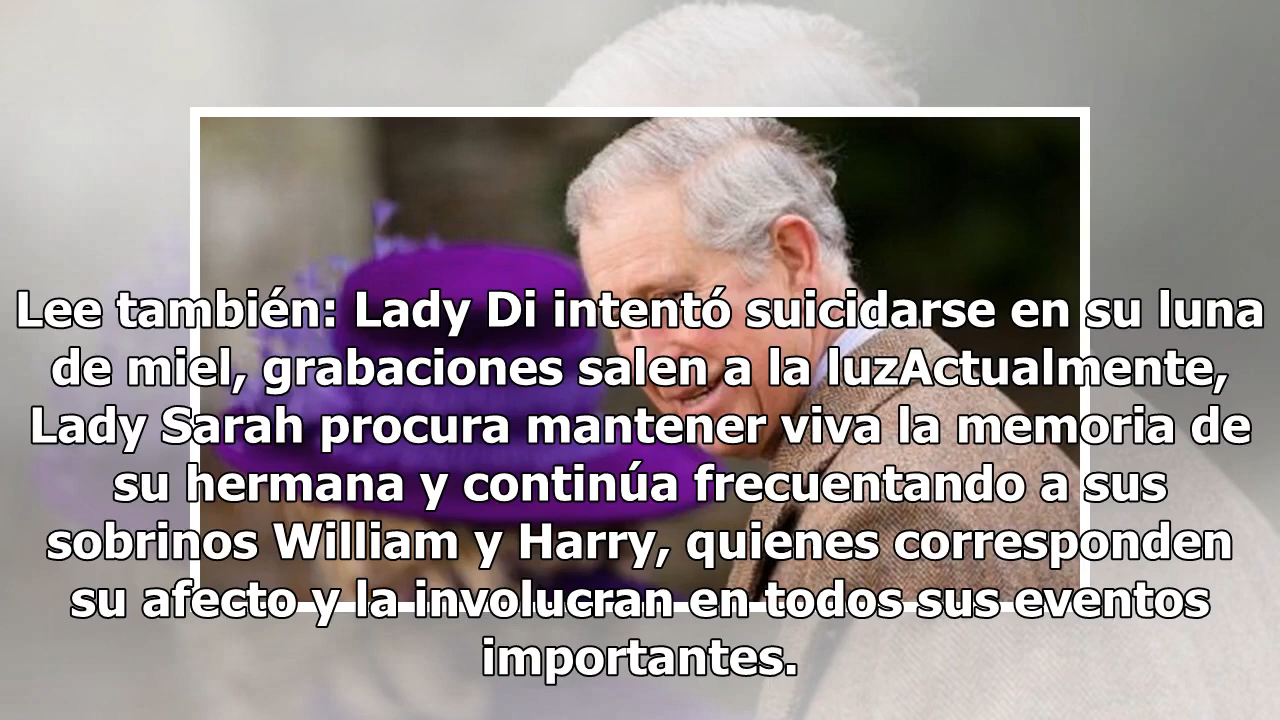 Lee también: Lady Di intentó suicidarse en su luna
de miel, grabaciones salen a la luzActualmente,
Lady Sarah procura mantener viva la memoria de
su hermana y continúa frecuentando a sus
sobrinos William y Harry, quienes corresponden
su afecto y la involucran en todos sus eventos
importantes.